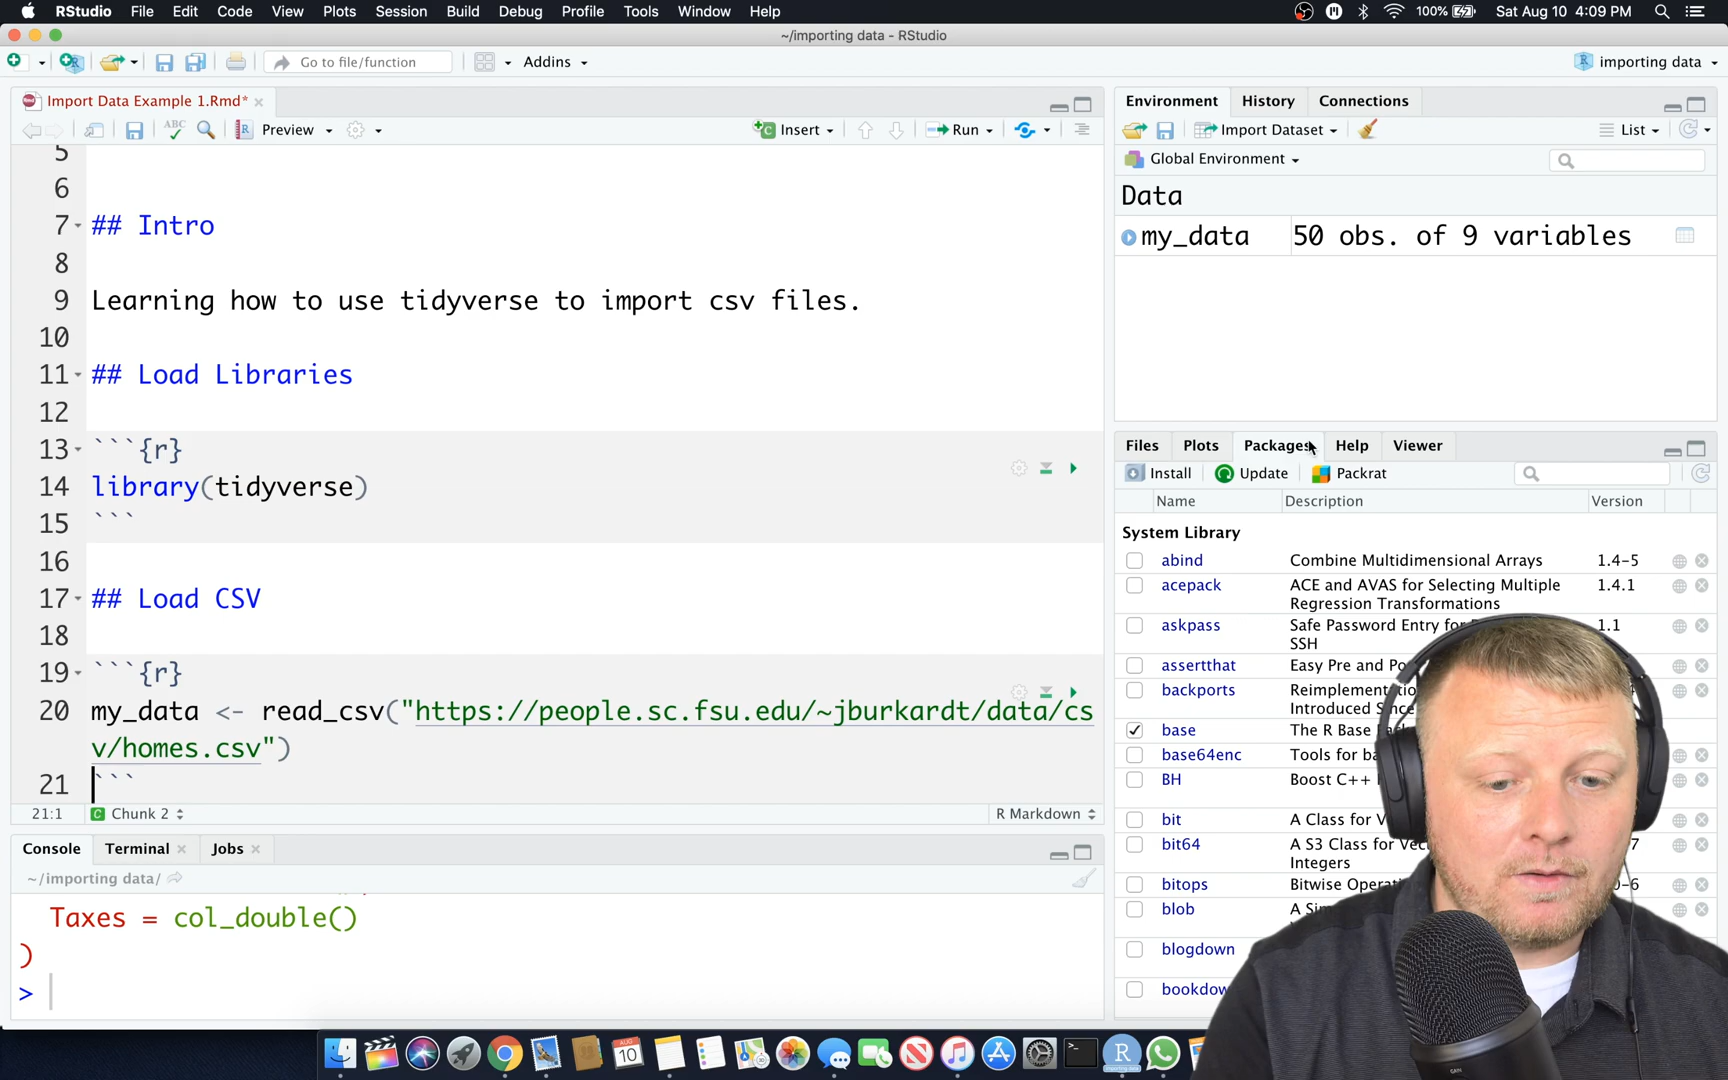 RStudio File Edit Code View Plots Session Build Debug Profile Tools Window Help 100% Sat Aug 10 4:09 PM
~/importing data - RStudio
Go to file/function Addins importing data
Import Data Example 1.Rmd*
ABC Preview Insert Run
5
6
7 ## Intro
8
9 Learning how to use tidyverse to import csv files.
10
11 ## Load Libraries
12
13 ```{r}
14 library(tidyverse)
15 ```
16
17 ## Load CSV
18
19 ```{r}
20 my_data <- read_csv("https://people.sc.fsu.edu/~jburkardt/data/cs
v/homes.csv")
21 ```
21:1 Chunk 2 R Markdown
Console Terminal Jobs
~/importing data/
Taxes = col_double()
)
>
Environment History Connections
Import Dataset List
Global Environment
Data
my_data 50 obs. of 9 variables
Files Plots Packages Help Viewer
Install Update Packrat
Name Description Version
System Library
abind Combine Multidimensional Arrays 1.4-5
acepack ACE and AVAS for Selecting Multiple 1.4.1
Regression Transformations
askpass Safe Password Entry for 1.1
SSH
assertthat Easy Pre and
backports
Introduced
base The R Base
base64enc Tools for
BH Boost C++
bit A Class for
bit64 A S3 Class for
Integers
bitops Bitwise
blob A
blogdown
AUG
10